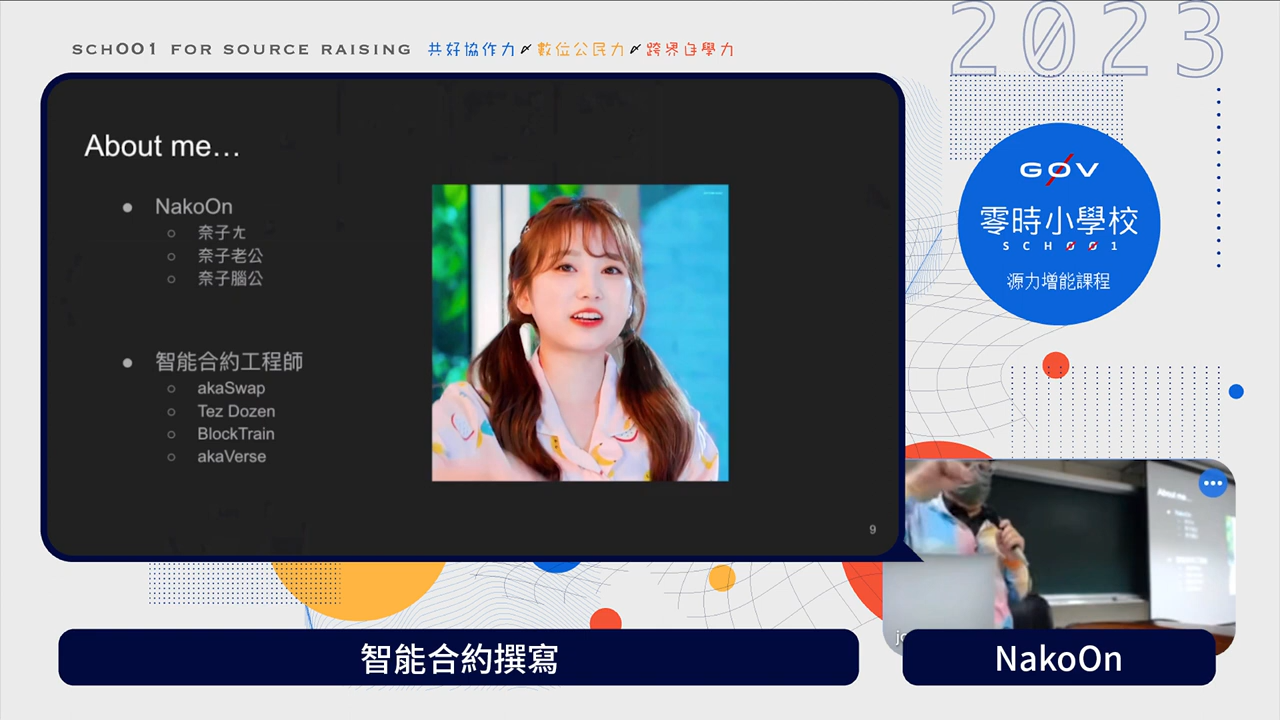 SCHOO1 FOR SOURCE RAISING 共好協作力 數位公民力 跨界自學力
2023
About me…
NakoOn
奈子ㄤ
奈子老公
奈子腦公
智能合約工程師
akaSwap
Tez Dozen
BlockTrain
akaVerse
9
GØV
零時小學校
SCHØØ1
源力增能課程
About me…
智能合約撰寫
NakoOn